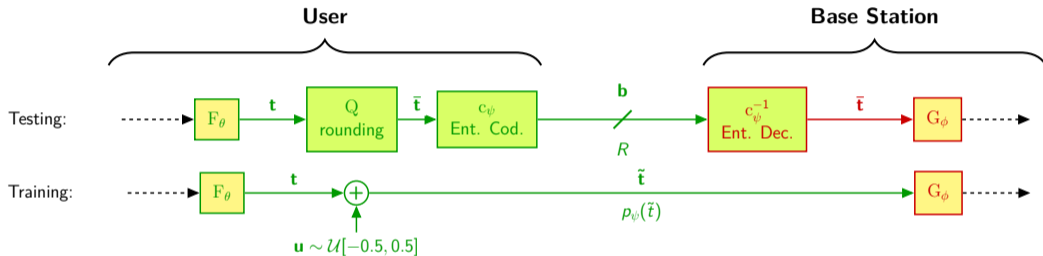 User
Base Station
Testing:
F_θ
t
Q
rounding
t̄
c_ψ
Ent. Cod.
b
R
c_ψ^{-1}
Ent. Dec.
t̄
G_ϕ
Training:
F_θ
t
+
t̃
p_ψ(t̃)
G_ϕ
u ∼ 𝒰[−0.5, 0.5]